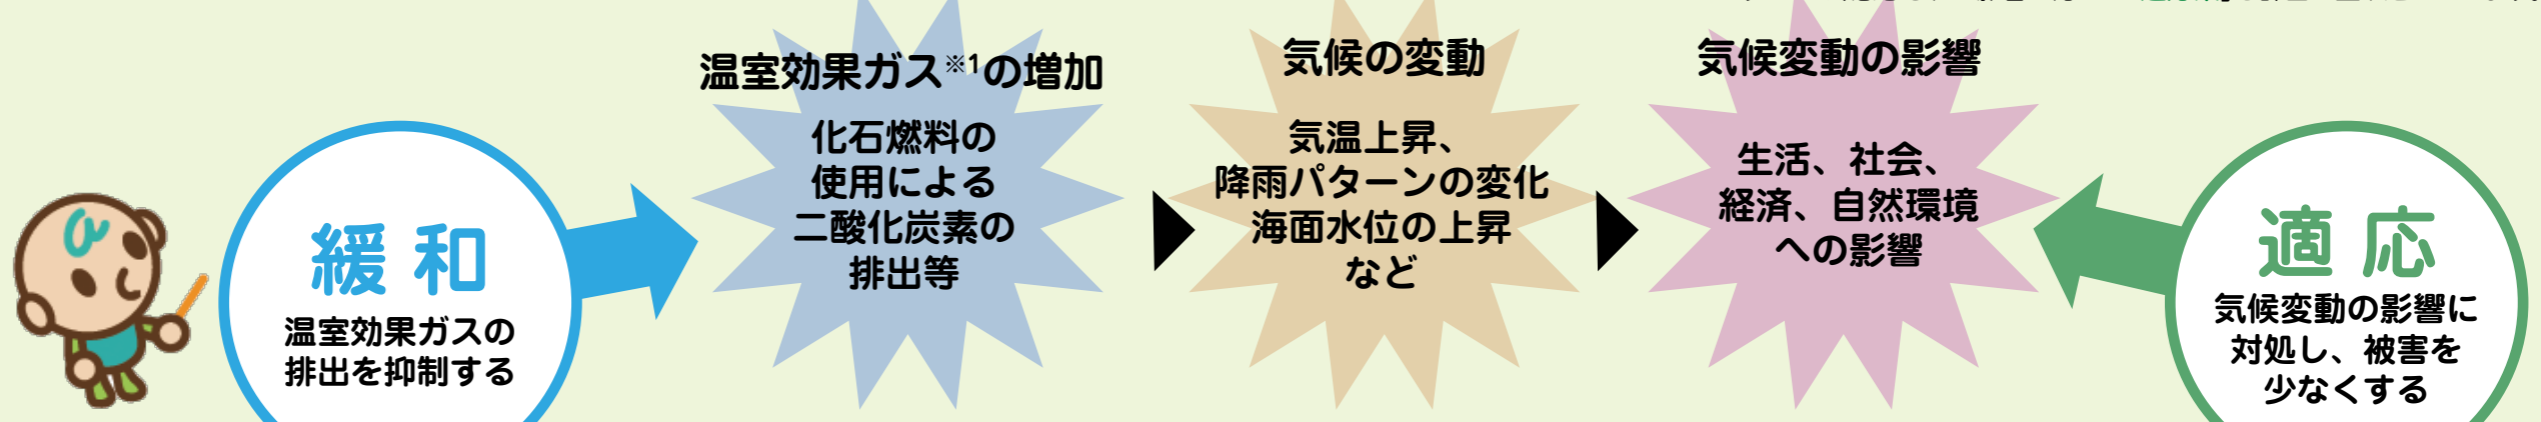 緩和
温室効果ガスの
排出を抑制する
温室効果ガス※1の増加
化石燃料の
使用による
二酸化炭素の
排出等
気候の変動
気温上昇、
降雨パターンの変化
海面水位の上昇
など
気候変動の影響
生活、社会、
経済、自然環境
への影響
適応
気候変動の影響に
対処し、被害を
少なくする